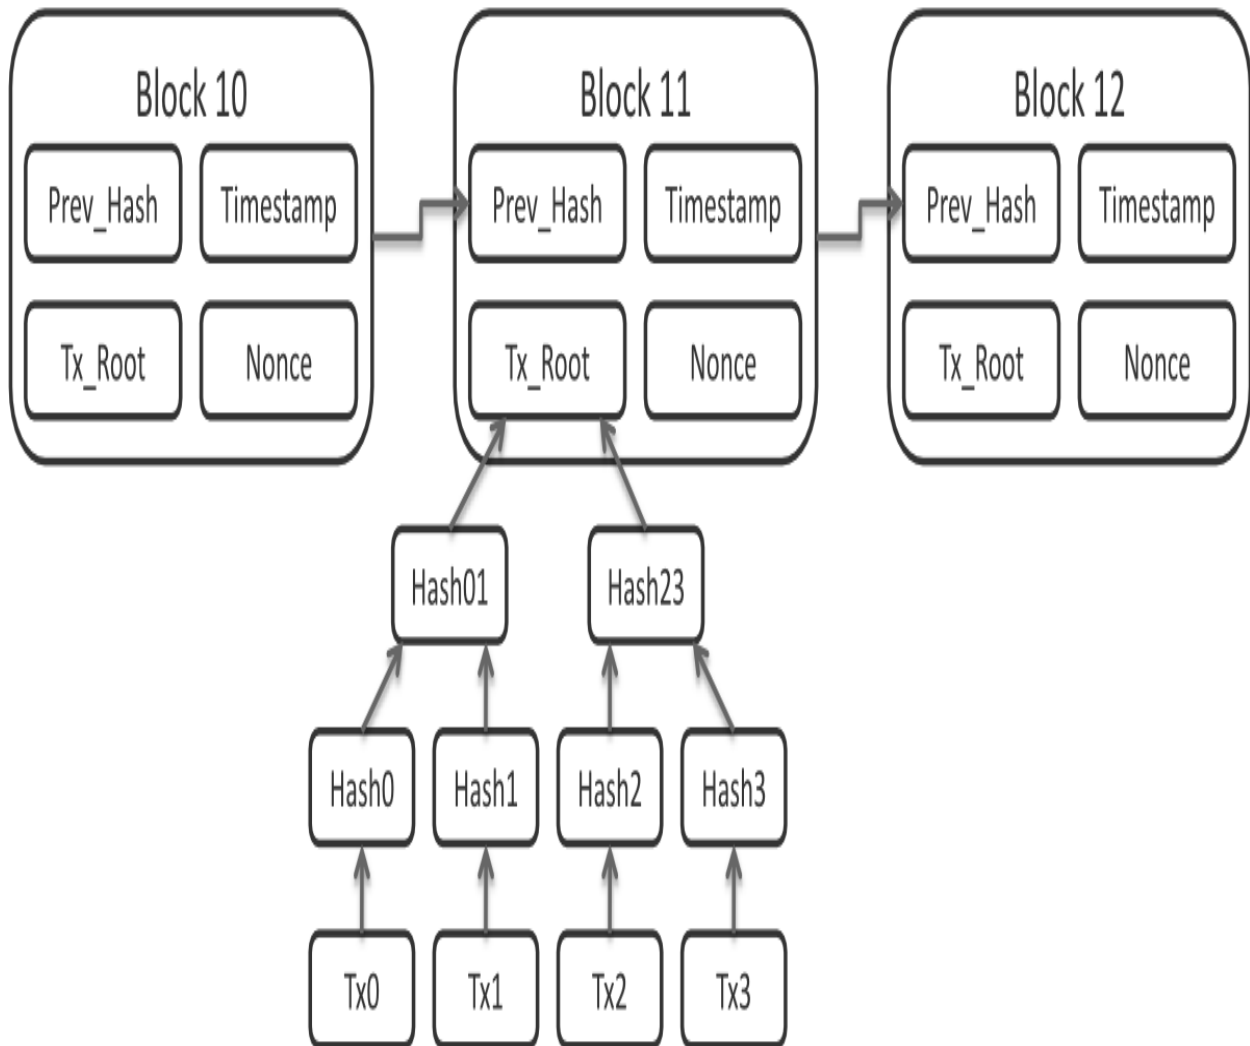 Block 10
Block 11
Block 12
Prev_Hash
Timestamp
Prev_Hash
Timestamp
Prev_Hash
Timestamp
Tx_Root
Nonce
Tx_Root
Nonce
Tx_Root
Nonce
Hash01
Hash23
Hash0
Hash1
Hash2
Hash3
Tx0
Tx1
Tx2
Tx3